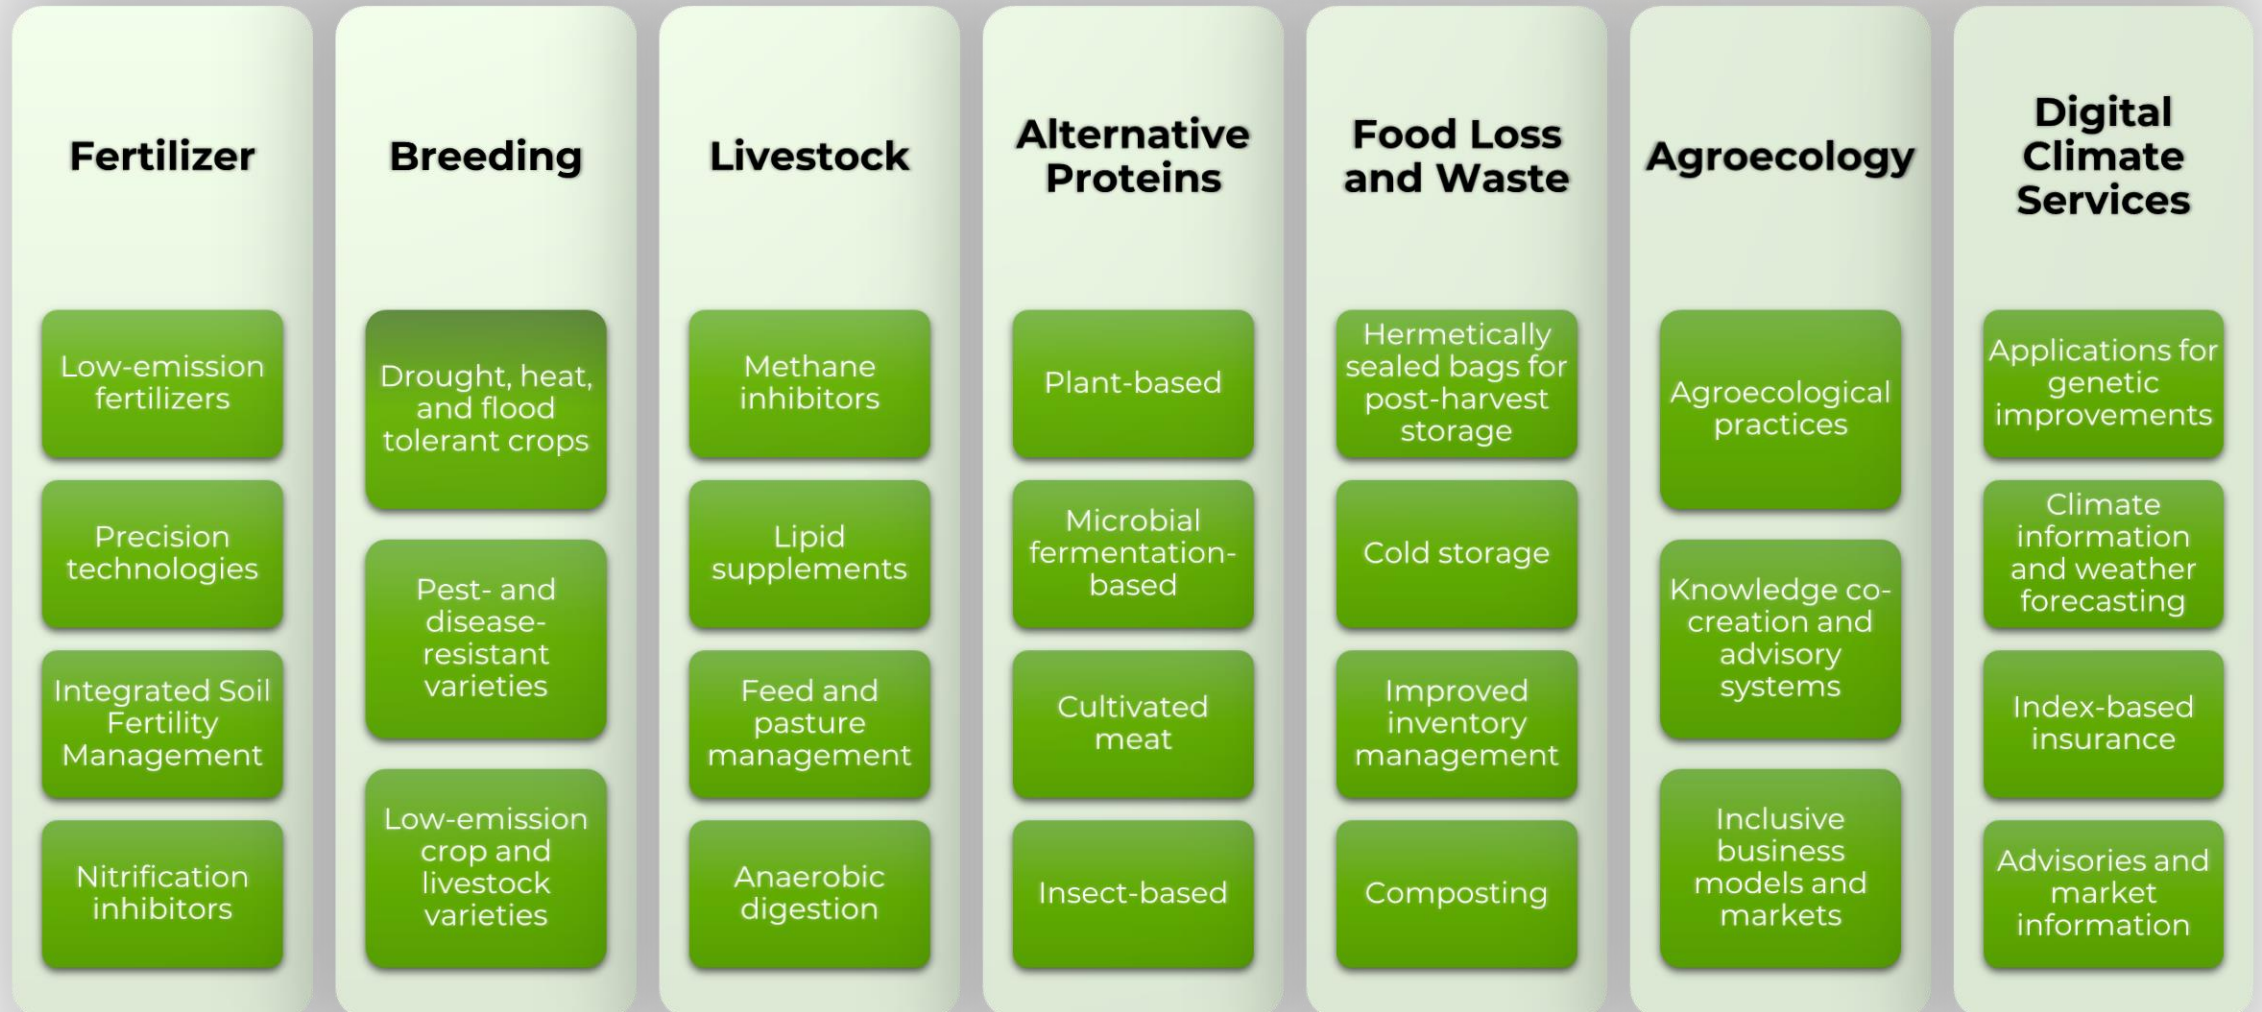 Fertilizer
Low-emission
fertilizers
Precision
technologies
Integrated Soil
Fertility
Management
Nitrification
inhibitors
Breeding
Drought, heat,
and flood
tolerant crops
Pest- and
disease-
resistant
varieties
Low-emission
crop and
livestock
varieties
Livestock
Methane
inhibitors
Lipid
supplements
Feed and
pasture
management
Anaerobic
digestion
Alternative
Proteins
Plant-based
Microbial
fermentation-
based
Cultivated
meat
Insect-based
Food Loss
and Waste
Hermetically
sealed bags for
post-harvest
storage
Cold storage
Improved
inventory
management
Composting
Agroecology
Agroecological
practices
Knowledge co-
creation and
advisory
systems
Inclusive
business
models and
markets
Digital
Climate
Services
Applications for
genetic
improvements
Climate
information
and weather
forecasting
Index-based
insurance
Advisories and
market
information